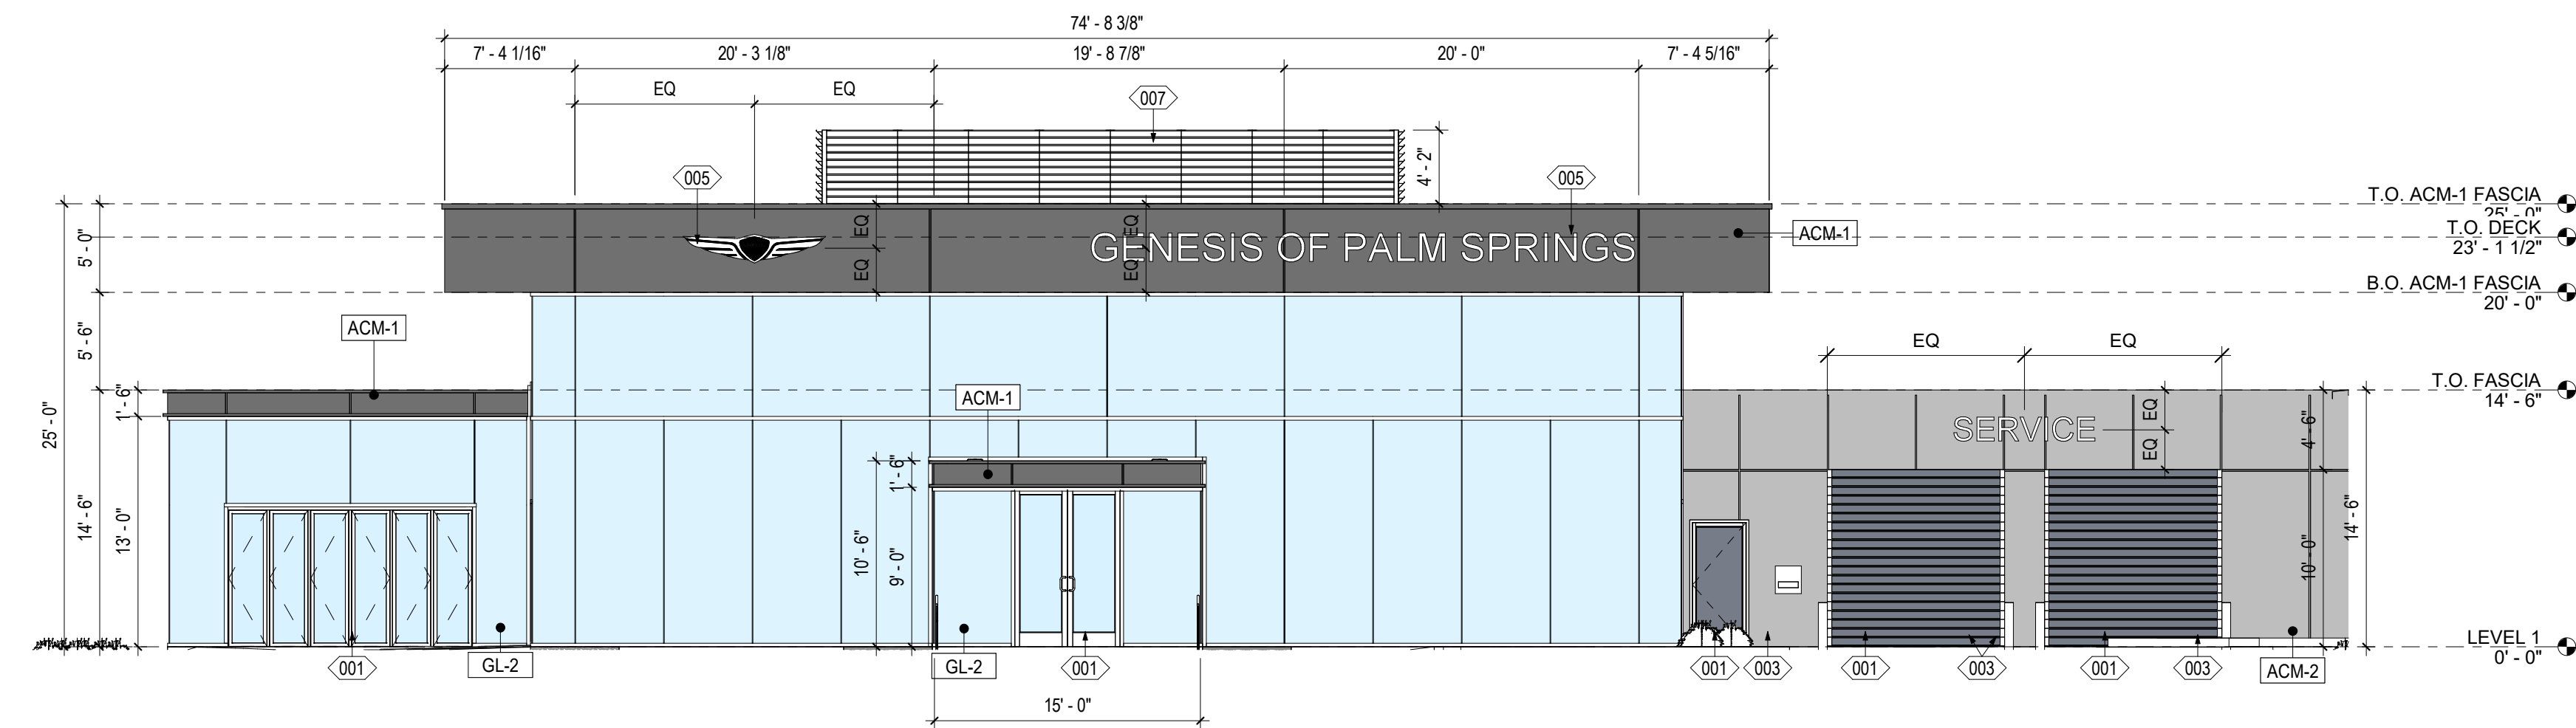 74' - 8 3/8"
7' - 4 1/16"
20' - 3 1/8"
19' - 8 7/8"
20' - 0"
7' - 4 5/16"
EQ
EQ
007
4' - 2"
005
005
T.O. ACM-1 FASCIA
25' - 0"
T.O. DECK
23' - 1 1/2"
B.O. ACM-1 FASCIA
20' - 0"
T.O. FASCIA
14' - 6"
LEVEL 1
0' - 0"
ACM-1
GENESIS OF PALM SPRINGS
EQ
EQ
EQ
EQ
5' - 0"
5' - 6"
25' - 0"
14' - 6"
1' - 6"
13' - 0"
ACM-1
ACM-1
EQ
EQ
SERVICE
EQ
EQ
4' - 6"
10' - 0"
14' - 6"
1' - 6"
10' - 6"
9' - 0"
001
GL-2
GL-2
001
001
003
001
003
001
003
ACM-2
15' - 0"